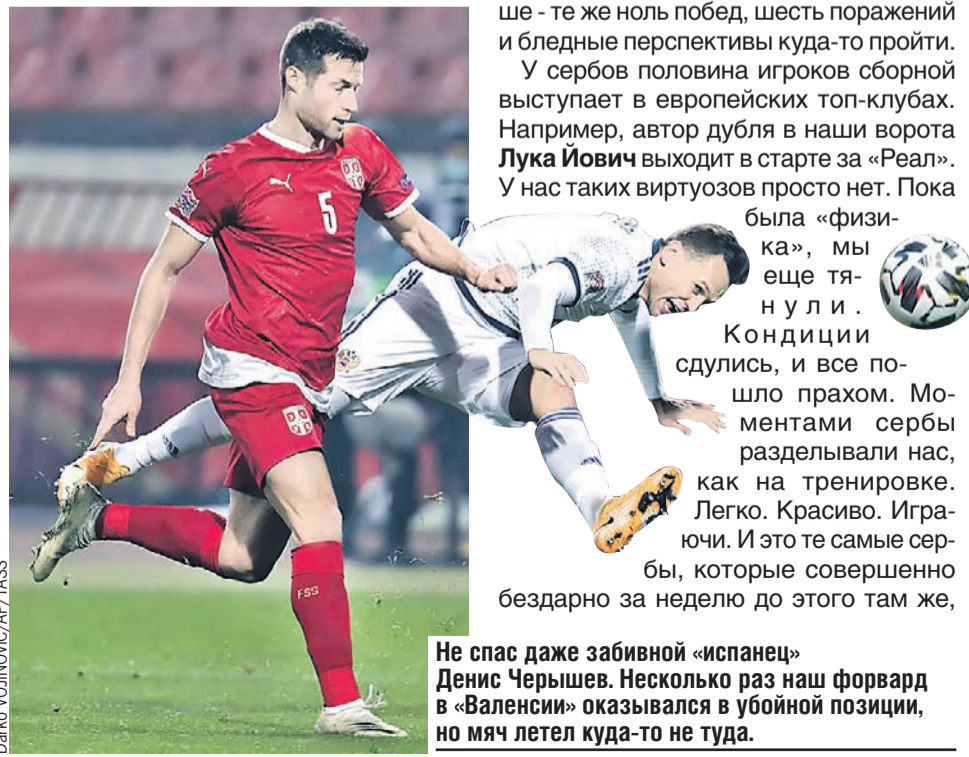 ше - те же ноль побед, шесть поражений
и бледные перспективы куда-то пройти.
У сербов половина игроков сборной
выступает в европейских топ-клубах.
Например, автор дубля в наши ворота
Лука Йович выходит в старте за «Реал».
У нас таких виртуозов просто нет. Пока
была «физи-
ка», мы
еще тя-
нули.
Кондиции
сдулись, и все по-
шло прахом. Мо-
ментами сербы
разделывали нас,
как на тренировке.
Легко. Красиво. Игра-
ючи. И это те самые сер-
бы, которые совершенно
бездарно за неделю до этого там же,
5
FSS
Darko VOJINOVIC/AP/TASS
Не спас даже забивной «испанец»
Денис Черышев. Несколько раз наш форвард
в «Валенсии» оказывался в убойной позиции,
но мяч летел куда-то не туда.